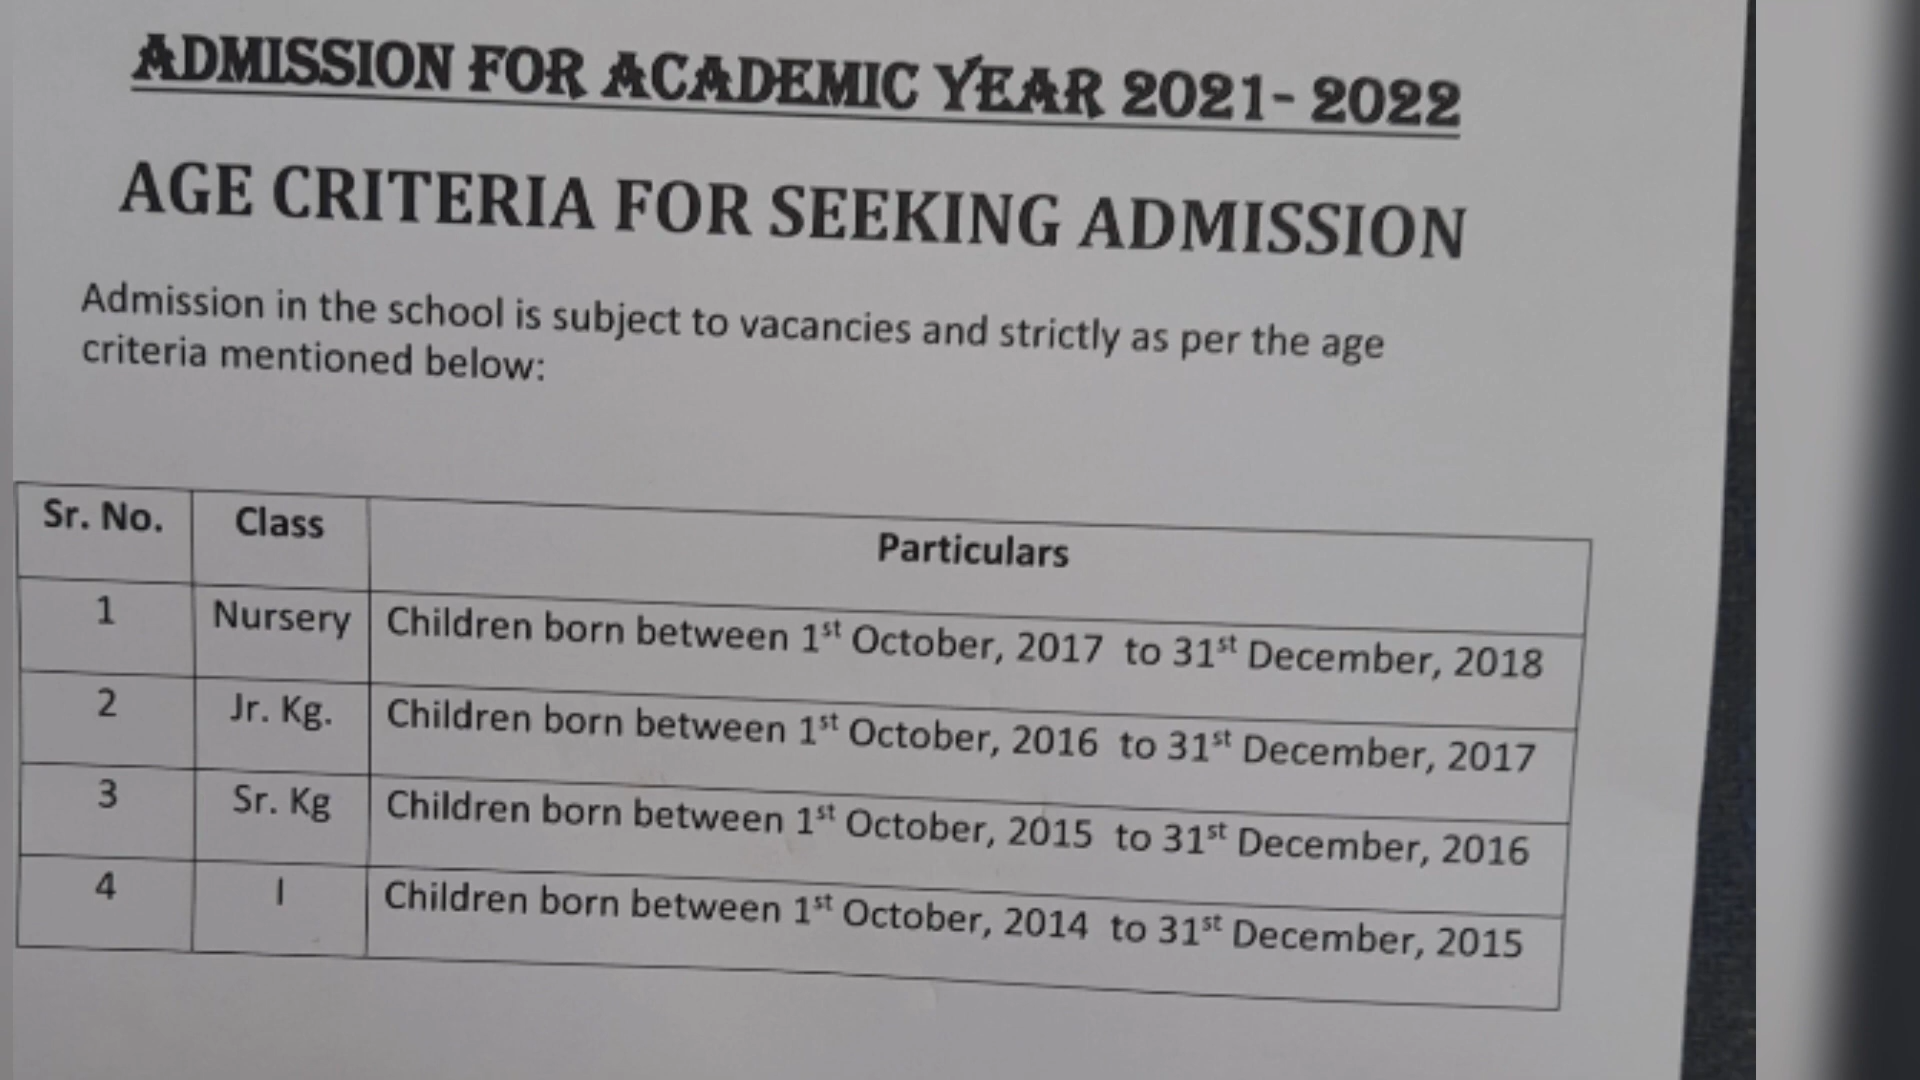 ADMISSION FOR ACADEMIC YEAR 2021- 2022
AGE CRITERIA FOR SEEKING ADMISSION
Admission in the school is subject to vacancies and strictly as per the age
criteria mentioned below:
Sr. No. Class Particulars
1 Nursery Children born between 1st October, 2017 to 31st December, 2018
2 Jr. Kg. Children born between 1st October, 2016 to 31st December, 2017
3 Sr. Kg Children born between 1st October, 2015 to 31st December, 2016
4 I Children born between 1st October, 2014 to 31st December, 2015